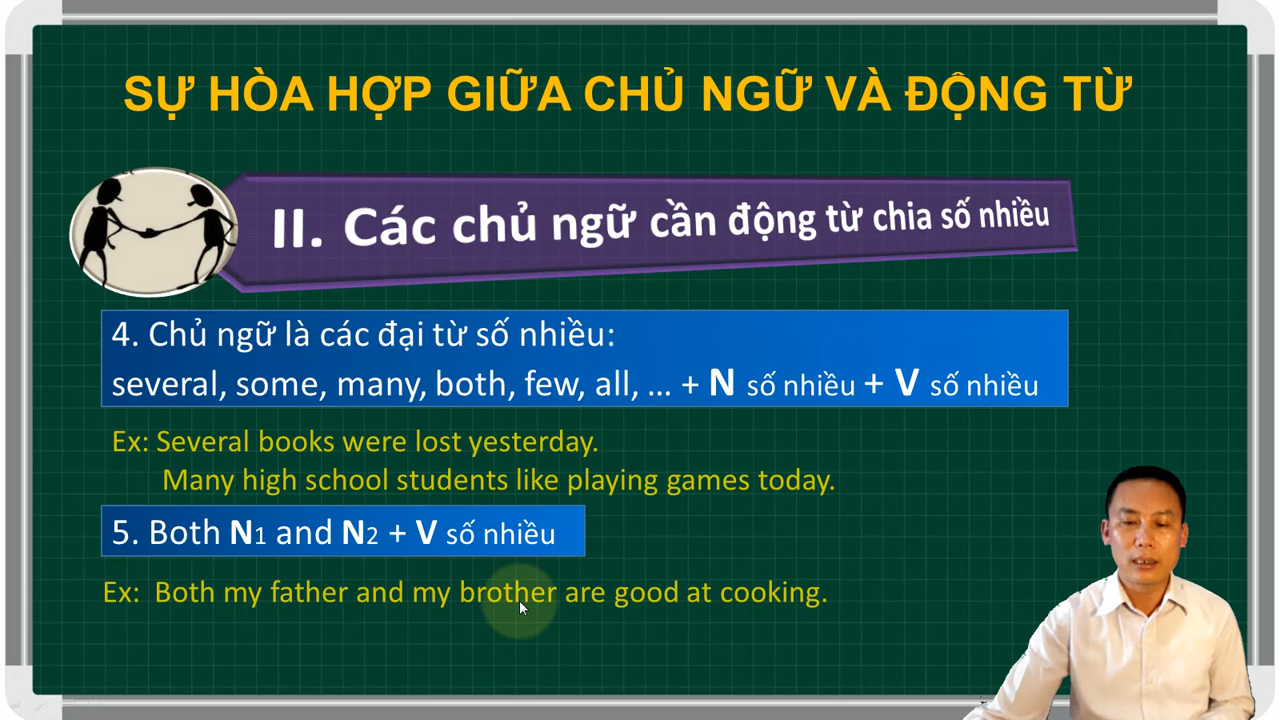 SỰ HÒA HỢP GIỮA CHỦ NGỮ VÀ ĐỘNG TỪ
II. Các chủ ngữ cần động từ chia số nhiều
4. Chủ ngữ là các đại từ số nhiều:
several, some, many, both, few, all, ... + N số nhiều + V số nhiều
Ex: Several books were lost yesterday.
Many high school students like playing games today.
5. Both N1 and N2 + V số nhiều
Ex: Both my father and my brother are good at cooking.